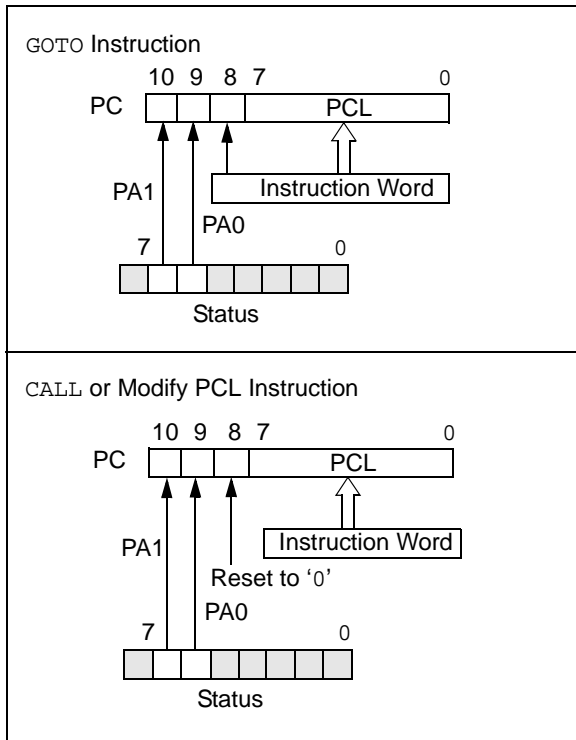 GOTO Instruction
10 9 8 7 0
PC PCL
Instruction Word
PA1
PA0
7 0
Status
CALL or Modify PCL Instruction
10 9 8 7 0
PC PCL
Instruction Word
PA1
Reset to ‘0’
PA0
7 0
Status